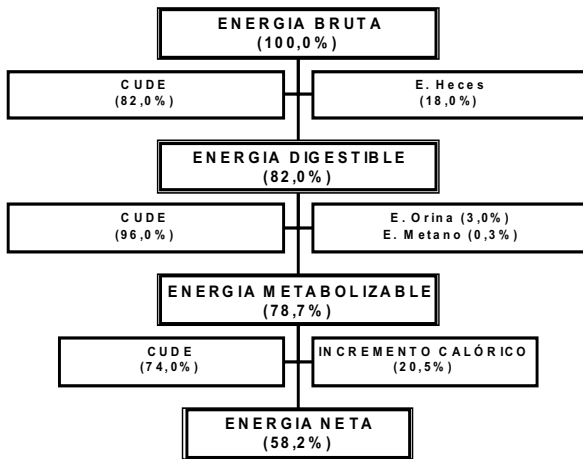 ENERGIA BRUTA
(100,0%)
CUDE
(82,0%)
E. Heces
(18,0%)
ENERGIA DIGESTIBLE
(82,0%)
CUDE
(96,0%)
E. Orina (3,0%)
E. Metano (0,3%)
ENERGIA METABOLIZABLE
(78,7%)
CUDE
(74,0%)
INCREMENTO CALÓRICO
(20,5%)
ENERGIA NETA
(58,2%)